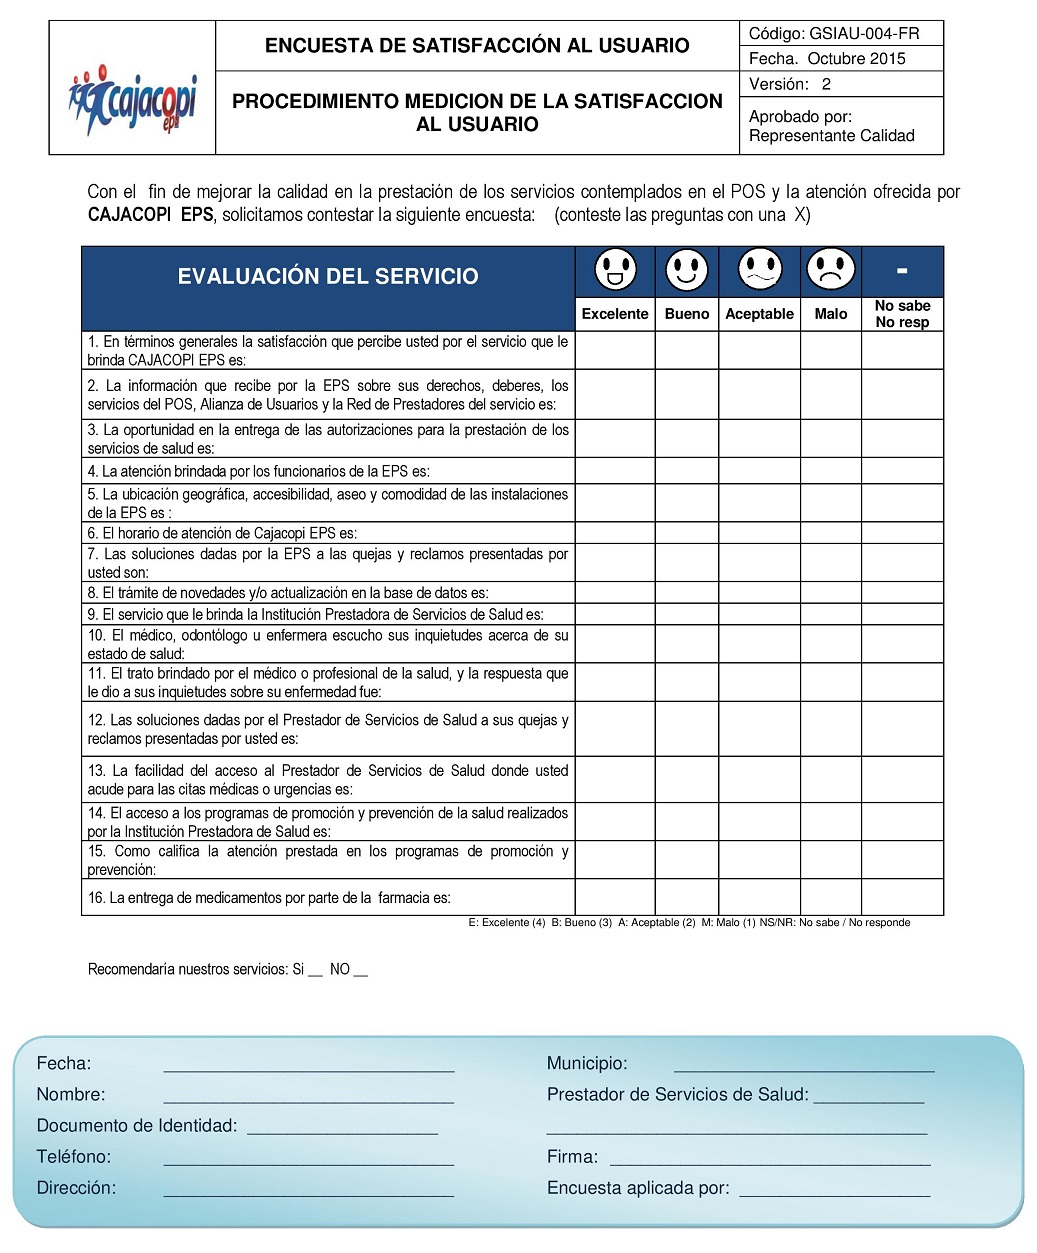 cajacopi
eps
ENCUESTA DE SATISFACCIÓN AL USUARIO
PROCEDIMIENTO MEDICION DE LA SATISFACCION
AL USUARIO
Código: GSIAU-004-FR
Fecha.  Octubre 2015
Versión:   2
Aprobado por:
Representante Calidad
Con el  fin de mejorar la calidad en la prestación de los servicios contemplados en el POS y la atención ofrecida por
CAJACOPI  EPS, solicitamos contestar la siguiente encuesta:    (conteste las preguntas con una  X)
EVALUACIÓN DEL SERVICIO
-
Excelente Bueno Aceptable Malo No sabe
No resp
1. En términos generales la satisfacción que percibe usted por el servicio que le
brinda CAJACOPI EPS es:
2. La información que recibe por la EPS sobre sus derechos, deberes, los
servicios del POS, Alianza de Usuarios y la Red de Prestadores del servicio es:
3. La oportunidad en la entrega de las autorizaciones para la prestación de los
servicios de salud es:
4. La atención brindada por los funcionarios de la EPS es:
5. La ubicación geográfica, accesibilidad, aseo y comodidad de las instalaciones
de la EPS es :
6. El horario de atención de Cajacopi EPS es:
7. Las soluciones dadas por la EPS a las quejas y reclamos presentadas por
usted son:
8. El trámite de novedades y/o actualización en la base de datos es:
9. El servicio que le brinda la Institución Prestadora de Servicios de Salud es:
10. El médico, odontólogo u enfermera escucho sus inquietudes acerca de su
estado de salud:
11. El trato brindado por el médico o profesional de la salud, y la respuesta que
le dio a sus inquietudes sobre su enfermedad fue:
12. Las soluciones dadas por el Prestador de Servicios de Salud a sus quejas y
reclamos presentadas por usted es:
13. La facilidad del acceso al Prestador de Servicios de Salud donde usted
acude para las citas médicas o urgencias es:
14. El acceso a los programas de promoción y prevención de la salud realizados
por la Institución Prestadora de Salud es:
15. Como califica la atención prestada en los programas de promoción y
prevención:
16. La entrega de medicamentos por parte de la  farmacia es:
E: Excelente (4)  B: Bueno (3)  A: Aceptable (2)  M: Malo (1) NS/NR: No sabe / No responde
Recomendaría nuestros servicios: Si __  NO __
Fecha: ____________________________ Municipio: _________________________
Nombre: ____________________________ Prestador de Servicios de Salud: ___________
Documento de Identidad: ___________________ ______________________________________
Teléfono: ____________________________ Firma: ________________________________
Dirección: ____________________________ Encuesta aplicada por: ___________________